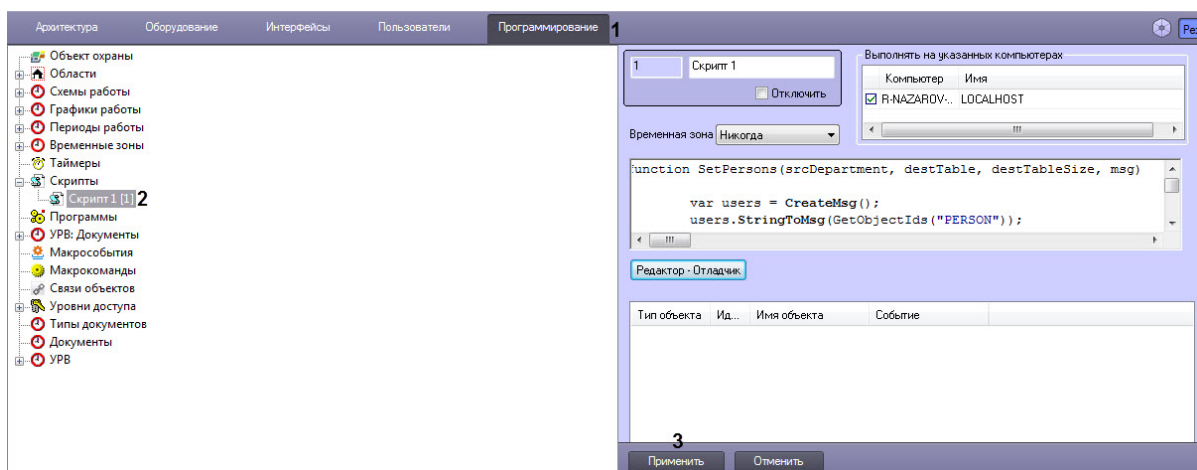 Архитектура Оборудование Интерфейсы Пользователи Программирование 1
Объект охраны
Области
Схемы работы
Графики работы
Периоды работы
Временные зоны
Таймеры
Скрипты
Скрипт 1 [1] 2
Программы
УРВ: Документы
Макрособытия
Макрокоманды
Связи объектов
Уровни доступа
Типы документов
Документы
УРВ
1 Скрипт 1
Отключить
Выполнять на указанных компьютерах
Компьютер Имя
R-NAZAROV-... LOCALHOST
Временная зона Никогда
function SetPersons(srcDepartment, destTable, destTableSize, msg)
var users = CreateMsg();
users.StringToMsg(GetObjectIds("PERSON"));
Редактор - Отладчик
Тип объекта Ид... Имя объекта Событие
3
Применить Отменить